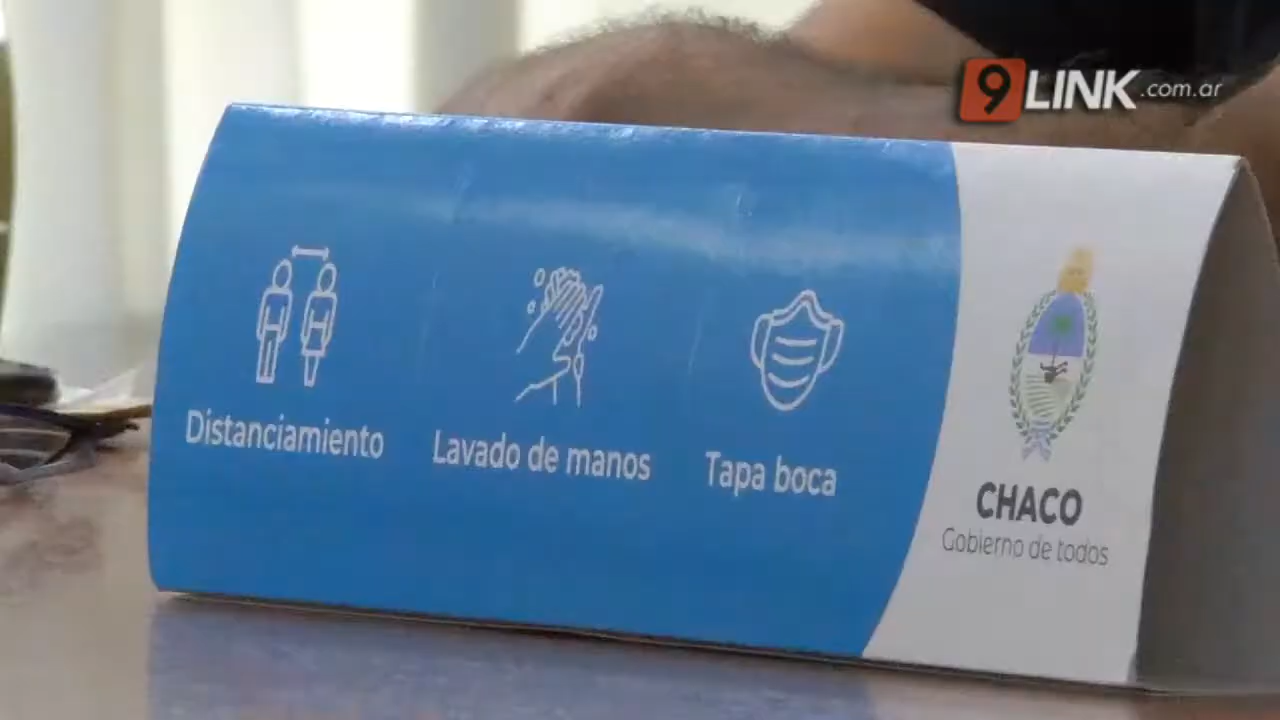 9LINK.com.ar
Distanciamiento
Lavado de manos
Tapa boca
CHACO
Gobierno de todos